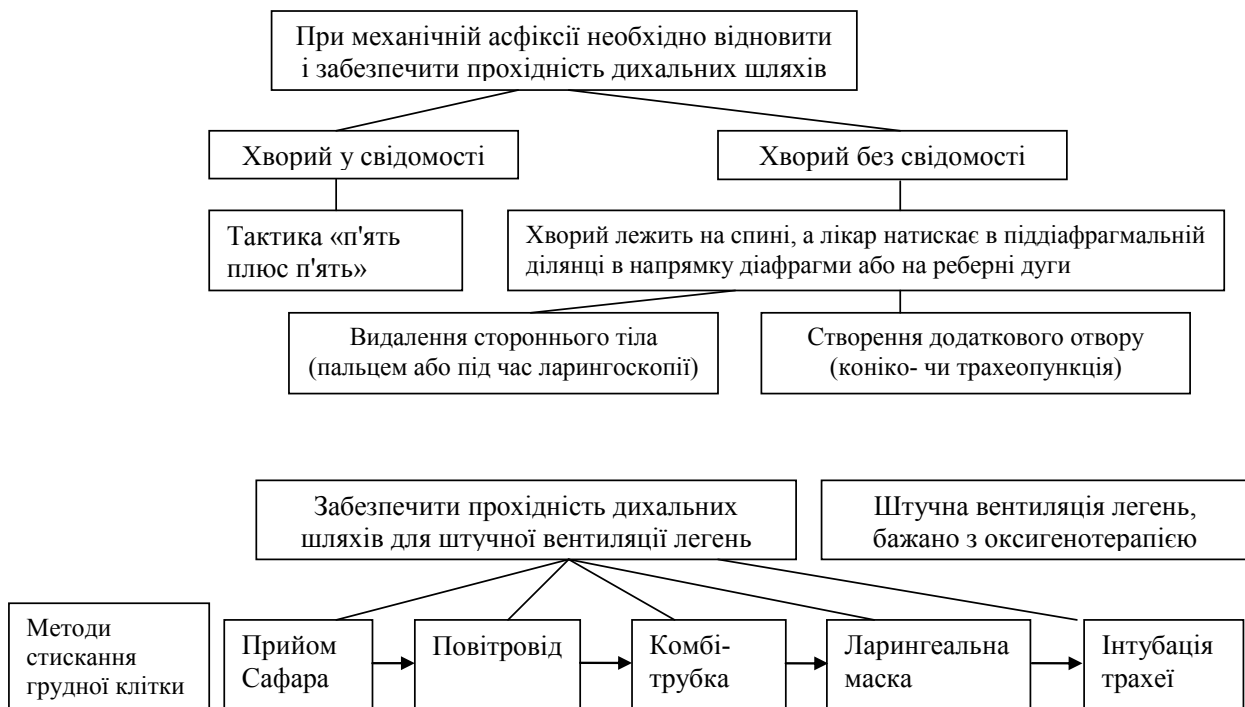 При механічній асфіксії необхідно відновити
і забезпечити прохідність дихальних шляхів
Хворий у свідомості
Хворий без свідомості
Тактика «п'ять
плюс п'ять»
Хворий лежить на спині, а лікар натискає в піддіафрагмальній
ділянці в напрямку діафрагми або на реберні дуги
Видалення стороннього тіла
(пальцем або під час ларингоскопії)
Створення додаткового отвору
(коніко- чи трахеопункція)
Забезпечити прохідність дихальних
шляхів для штучної вентиляції легень
Штучна вентиляція легень,
бажано з оксигенотерапією
Методи
стискання
грудної клітки
Прийом
Сафара
Повітровід
Комбі-
трубка
Ларингеальна
маска
Інтубація
трахеї